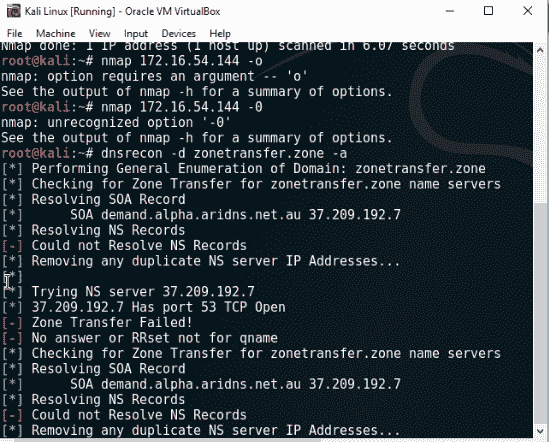 Kali Linux [Running] - Oracle VM VirtualBox
File Machine View Input Devices Help
Nmap done: 1 IP address (1 host up) scanned in 6.07 seconds
root@kali:~# nmap 172.16.54.144 -o
nmap: option requires an argument -- 'o'
See the output of nmap -h for a summary of options.
root@kali:~# nmap 172.16.54.144 -0
nmap: unrecognized option '-0'
See the output of nmap -h for a summary of options.
root@kali:~# dnsrecon -d zonetransfer.zone -a
[*] Performing General Enumeration of Domain: zonetransfer.zone
[*] Checking for Zone Transfer for zonetransfer.zone name servers
[*] Resolving SOA Record
[*] SOA demand.alpha.aridns.net.au 37.209.192.7
[*] Resolving NS Records
[-] Could not Resolve NS Records
[*] Removing any duplicate NS server IP Addresses...
[*]
[*] Trying NS server 37.209.192.7
[*] 37.209.192.7 Has port 53 TCP Open
[-] Zone Transfer Failed!
[-] No answer or RRset not for qname
[*] Checking for Zone Transfer for zonetransfer.zone name servers
[*] Resolving SOA Record
[*] SOA demand.alpha.aridns.net.au 37.209.192.7
[*] Resolving NS Records
[-] Could not Resolve NS Records
[*] Removing any duplicate NS server IP Addresses...